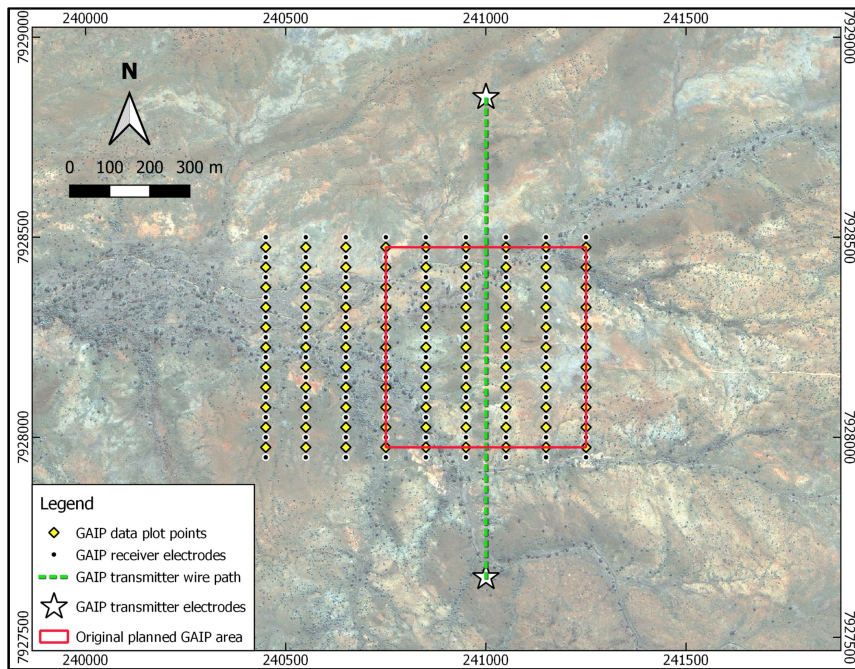 240000 240500 241000 241500
7929000
7929000
N
0 100 200 300 m
7928500
7928500
7928000
7928000
Legend
GAIP data plot points
GAIP receiver electrodes
GAIP transmitter wire path
GAIP transmitter electrodes
Original planned GAIP area
7927500
7927500
240000 240500 241000 241500